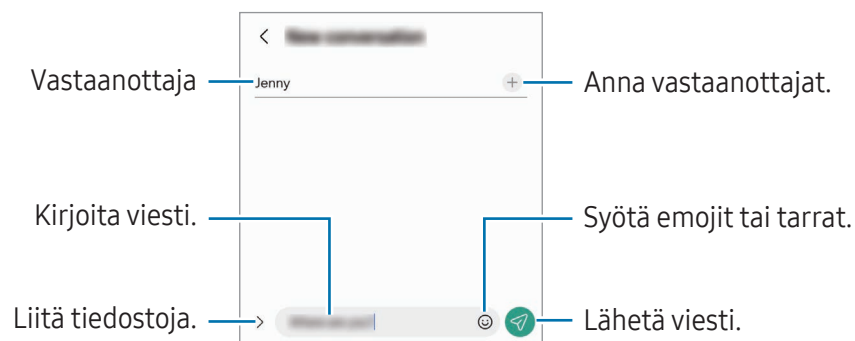 Vastaanottaja
Jenny
Anna vastaanottajat.
Kirjoita viesti.
Syötä emojit tai tarrat.
Liitä tiedostoja.
Lähetä viesti.